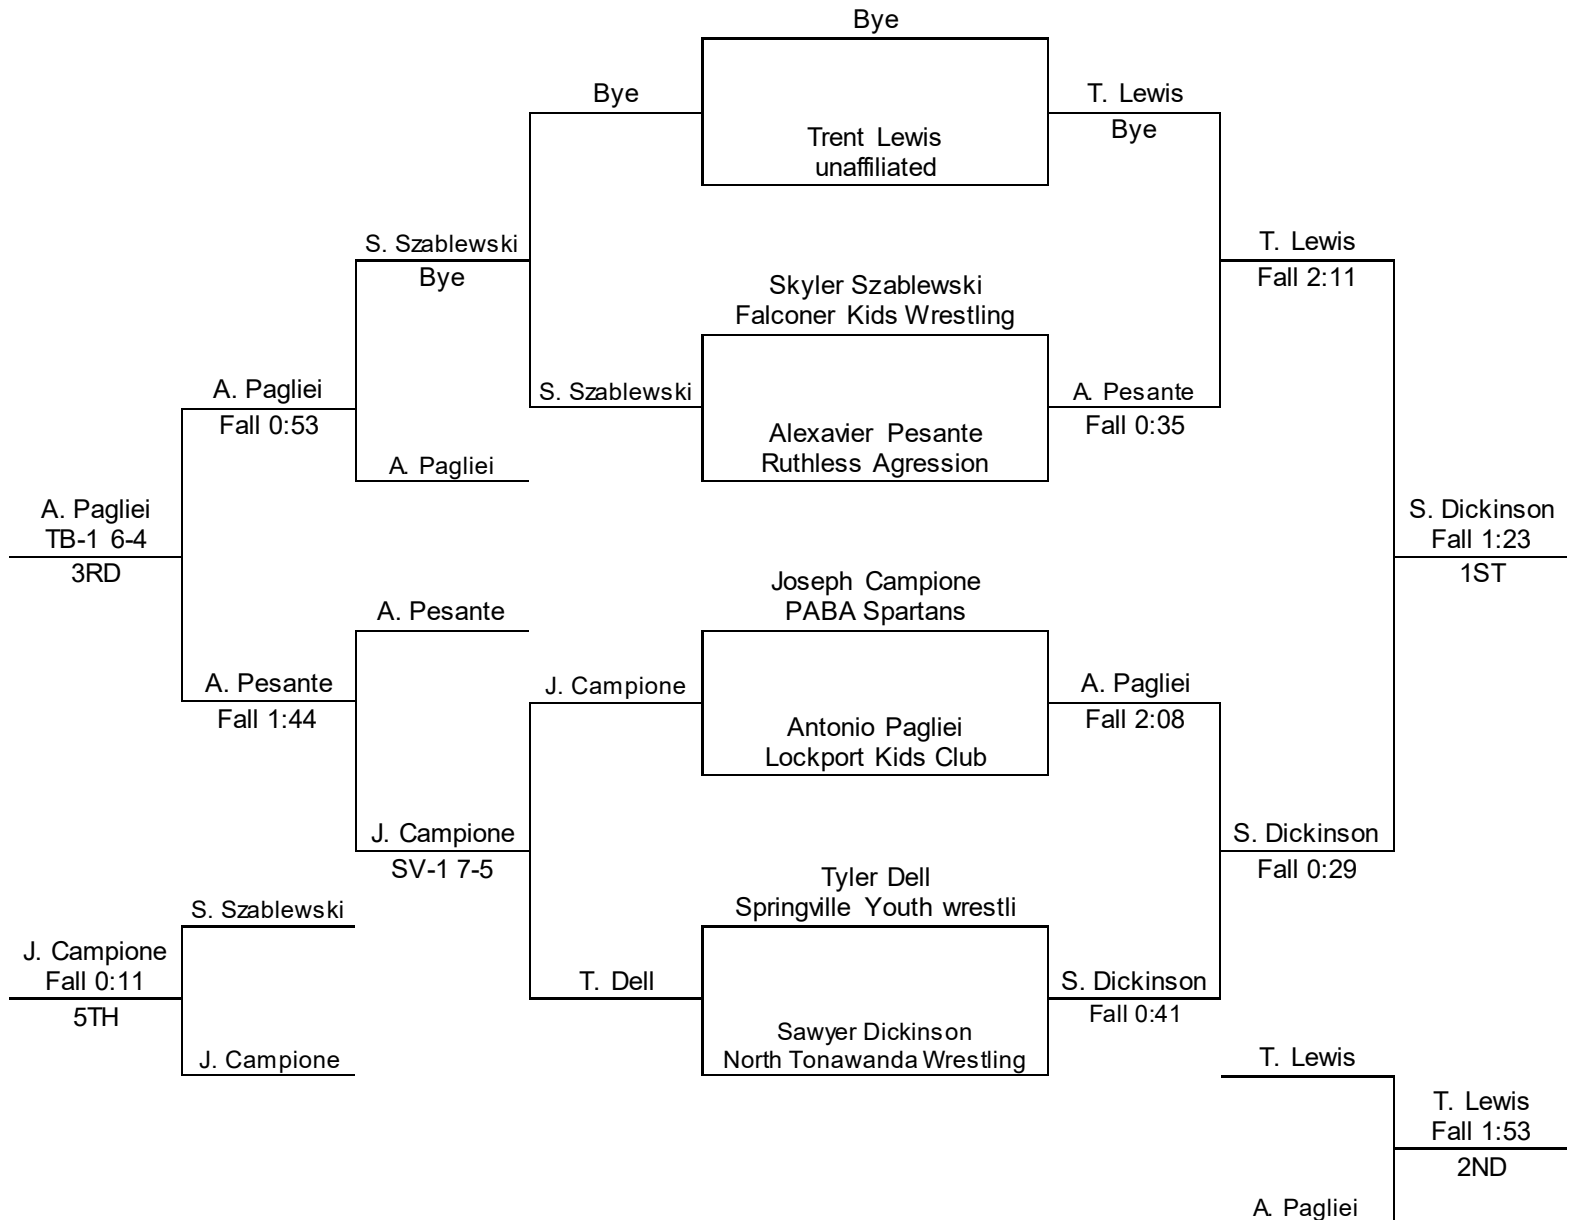 Bye
Bye
T. Lewis
Bye
Trent Lewis
unaffiliated
S. Szablewski
Bye
T. Lewis
Fall 2:11
Skyler Szablewski
Falconer Kids Wrestling
A. Pagliei
Fall 0:53
S. Szablewski
A. Pesante
Fall 0:35
Alexavier Pesante
Ruthless Agression
A. Pagliei
A. Pagliei
TB-1 6-4
3RD
S. Dickinson
Fall 1:23
1ST
Joseph Campione
PABA Spartans
A. Pesante
A. Pesante
Fall 1:44
J. Campione
A. Pagliei
Fall 2:08
Antonio Pagliei
Lockport Kids Club
J. Campione
SV-1 7-5
S. Dickinson
Fall 0:29
Tyler Dell
Springville Youth wrestli
S. Szablewski
J. Campione
Fall 0:11
5TH
T. Dell
S. Dickinson
Fall 0:41
Sawyer Dickinson
North Tonawanda Wrestling
J. Campione
T. Lewis
T. Lewis
Fall 1:53
2ND
A. Pagliei